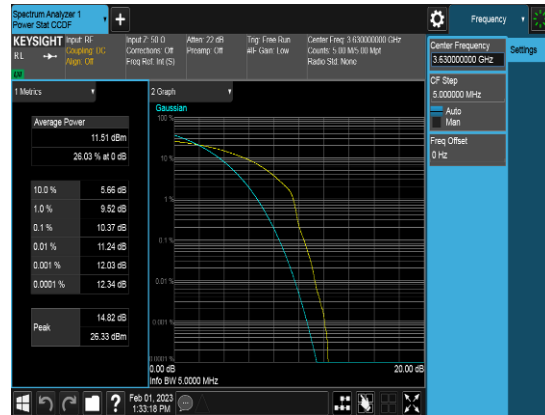 Spectrum Analyzer 1
Power Stat CCDF
+
Frequency
KEYSIGHT
RL
Input: RF
Coupling: DC
Align: Off
Input Z: 50 Ω
Corrections: Off
Freq Ref: Int (S)
Atten: 22 dB
Preamp: Off
Trig: Free Run
#IF Gain: Low
Center Freq: 3.630000000 GHz
Counts: 5.00 M/5.00 Mpt
Radio Std: None
Center Frequency
3.630000000 GHz
Settings
CF Step
5.000000 MHz
Auto
Man
Freq Offset
0 Hz
1 Metrics
2 Graph
Average Power
11.51 dBm
26.03 % at 0 dB
10.0 % 5.66 dB
1.0 % 9.52 dB
0.1 % 10.37 dB
0.01 % 11.24 dB
0.001 % 12.03 dB
0.0001 % 12.34 dB
Peak
14.82 dB
26.33 dBm
Gaussian
100 %
10 %
1 %
0.1 %
0.01 %
0.001 %
0.0001 %
0.00 dB 20.00 dB
Info BW 5.0000 MHz
?
Feb 01, 2023
1:33:18 PM